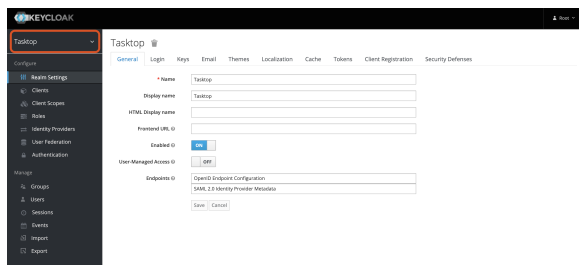 KEYCLOAK
Root
Tasktop
Configure
Realm Settings
Clients
Client Scopes
Roles
Identity Providers
User Federation
Authentication
Manage
Groups
Users
Sessions
Events
Import
Export
Tasktop
General Login Keys Email Themes Localization Cache Tokens Client Registration Security Defenses
* Name Tasktop
Display name Tasktop
HTML Display name
Frontend URL
Enabled ON
User-Managed Access OFF
Endpoints OpenID Endpoint Configuration
SAML 2.0 Identity Provider Metadata
Save Cancel